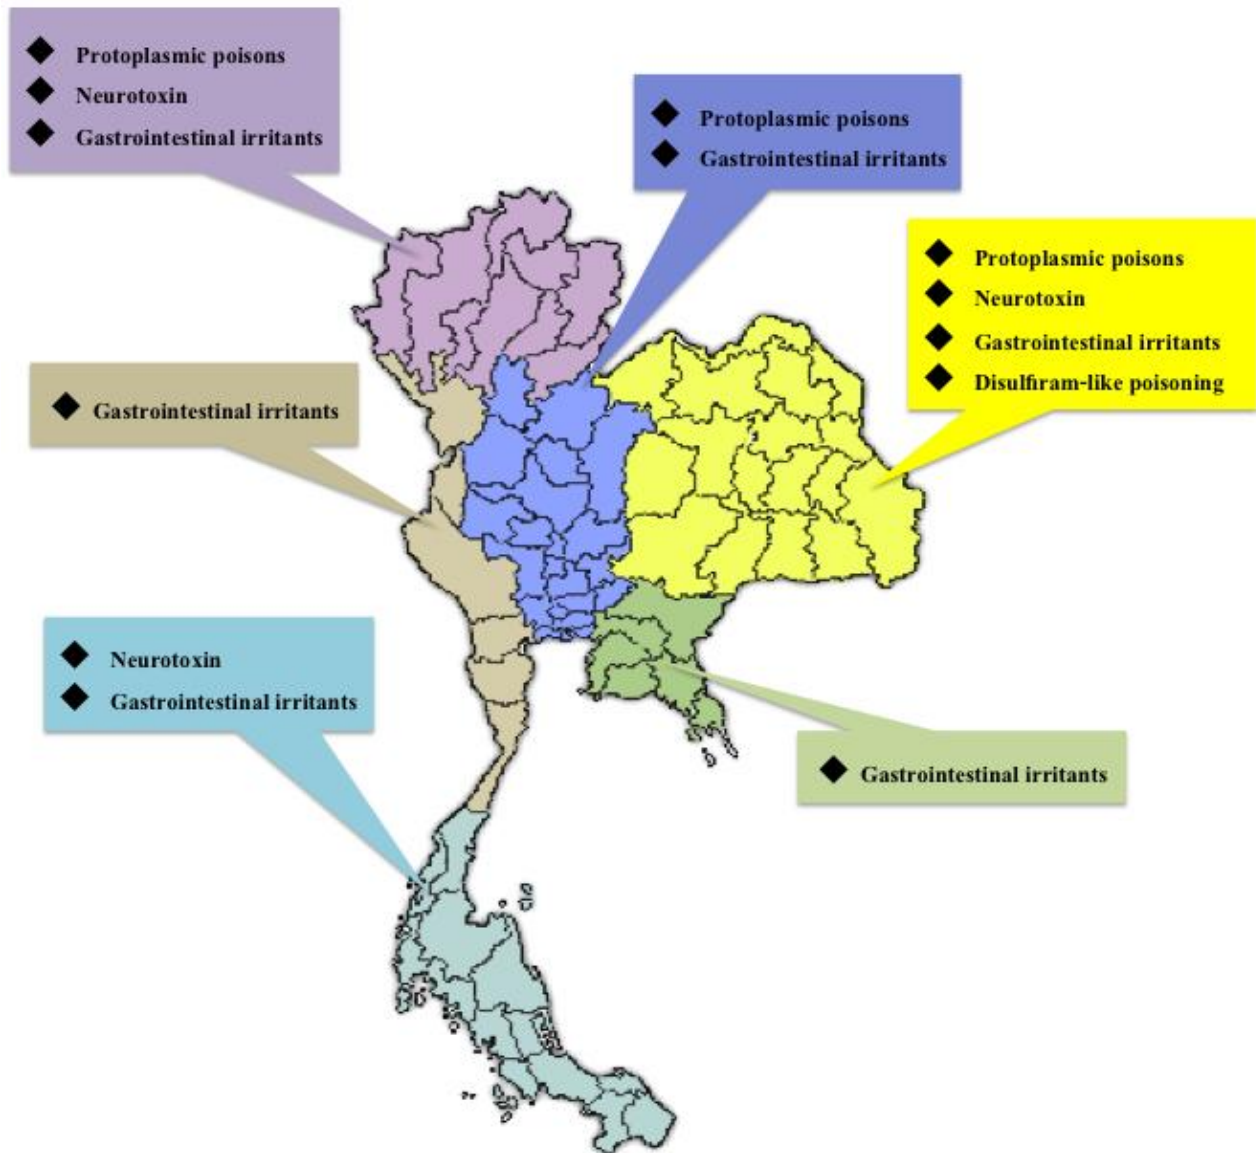 Protoplasmic poisons
Neurotoxin
Gastrointestinal irritants
Protoplasmic poisons
Gastrointestinal irritants
Protoplasmic poisons
Neurotoxin
Gastrointestinal irritants
Disulfiram-like poisoning
Gastrointestinal irritants
Neurotoxin
Gastrointestinal irritants
Gastrointestinal irritants